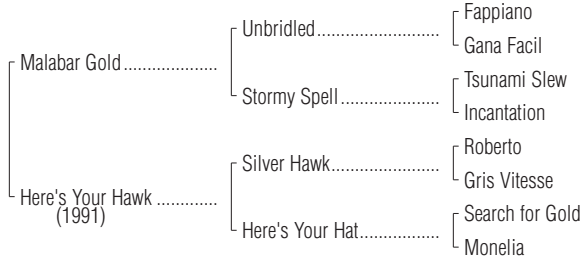 Fappiano
Unbridled
Gana Facil
Malabar Gold
Tsunami Slew
Stormy Spell
Incantation
Roberto
Silver Hawk
Gris Vitesse
Here's Your Hawk
(1991)
Search for Gold
Here's Your Hat
Monelia